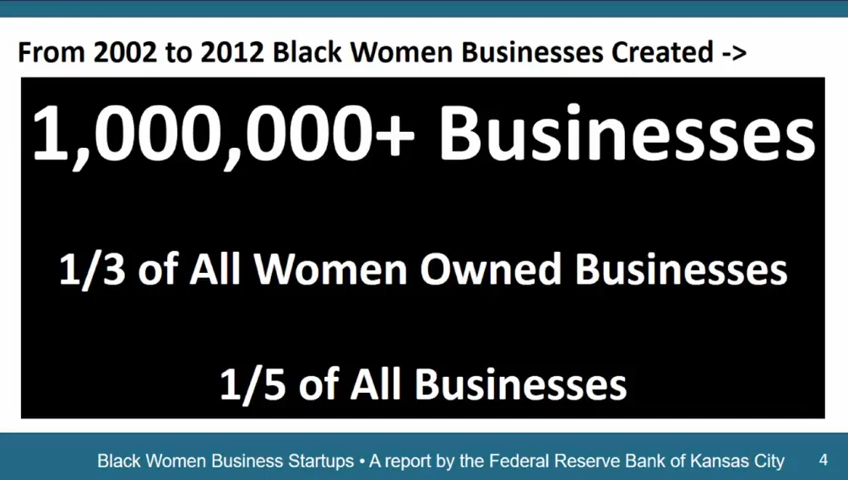 From 2002 to 2012 Black Women Businesses Created ->
1,000,000+ Businesses
1/3 of All Women Owned Businesses
1/5 of All Businesses
Black Women Business Startups • A report by the Federal Reserve Bank of Kansas City 4